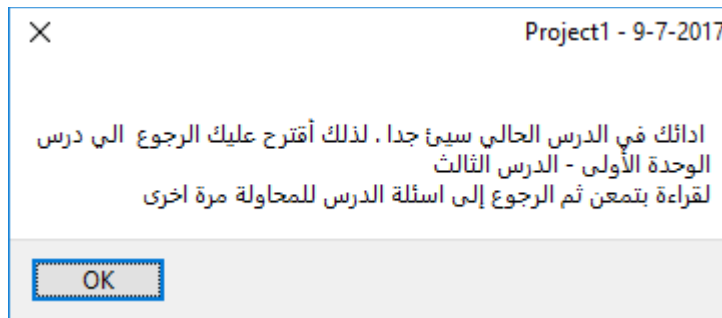 Project1 - 9-7-2017
ادائك في الدرس الحالي سيئ جدا . لذلك أقترح عليك الرجوع الي درس
الوحدة الأولى - الدرس الثالث
لقراءة بتمعن ثم الرجوع إلى اسئلة الدرس للمحاولة مرة اخرى
OK